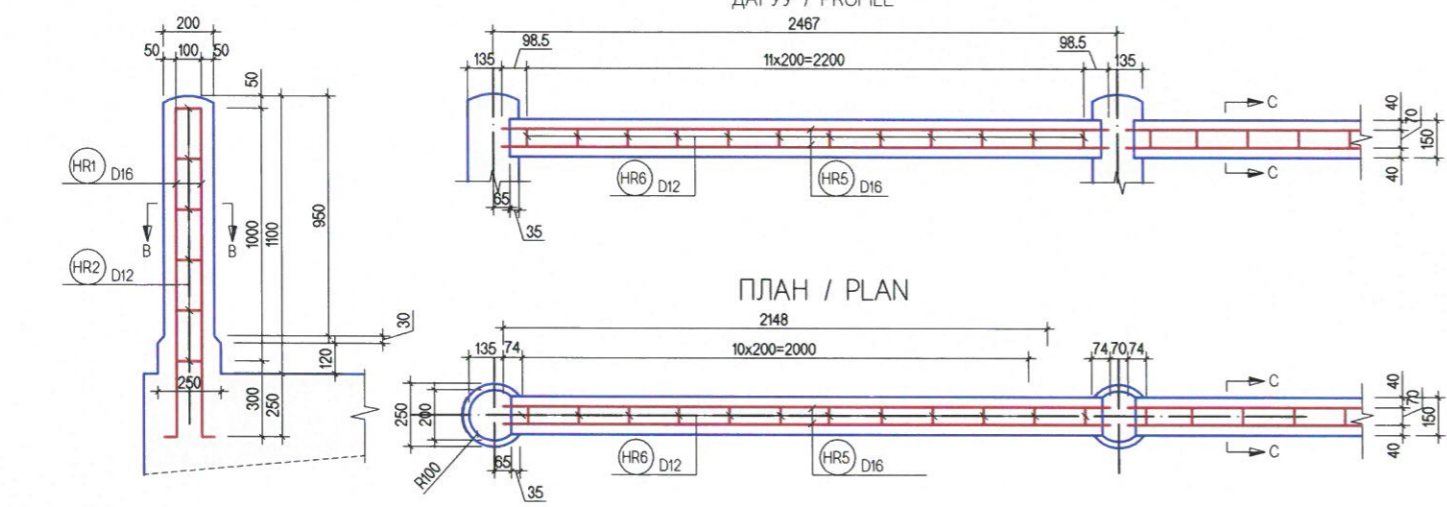 ДАГУУ / PROFILE
200
50 100 50
50
HR1 D16
B B
HR2 D12
950
1000
1100
30
120
250
300
250
2467
98.5 98.5
135 11x200=2200 135
C
40
70
150
40
HR6 D12
HR5 D16
C
65
35
ПЛАН / PLAN
2148
135 74 10x200=2000 74 70 74
C
40
70
150
40
250
200
HR6 D12
HR5 D16
C
R100
65
35